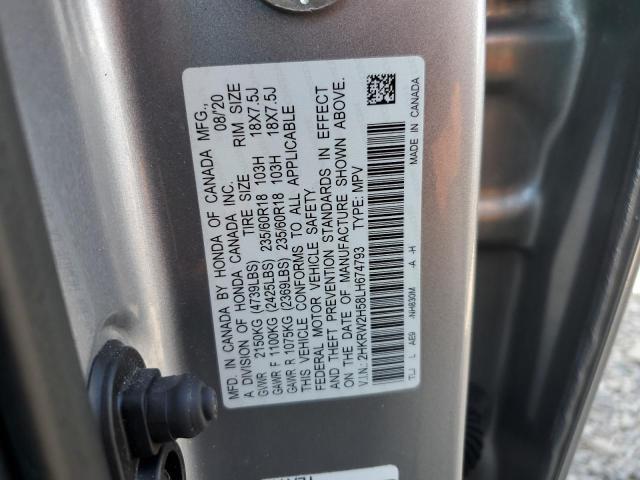 MFD. IN CANADA BY HONDA OF CANADA MFG.,
A DIVISION OF HONDA CANADA INC. 08/20
GVWR 2150KG (4739LBS) TIRE SIZE RIM SIZE
GAWR F 1100KG (2425LBS) 235/60R18 103H 18X7.5J
GAWR R 1075KG (2369LBS) 235/60R18 103H 18X7.5J
THIS VEHICLE CONFORMS TO ALL APPLICABLE
FEDERAL MOTOR VEHICLE SAFETY
AND THEFT PREVENTION STANDARDS IN EFFECT
ON THE DATE OF MANUFACTURE SHOWN ABOVE.
V.I.N.: 2HKRW2H58LH674793 TYPE: MPV
TLJ L AE9 -NH830M -A -H MADE IN CANADA